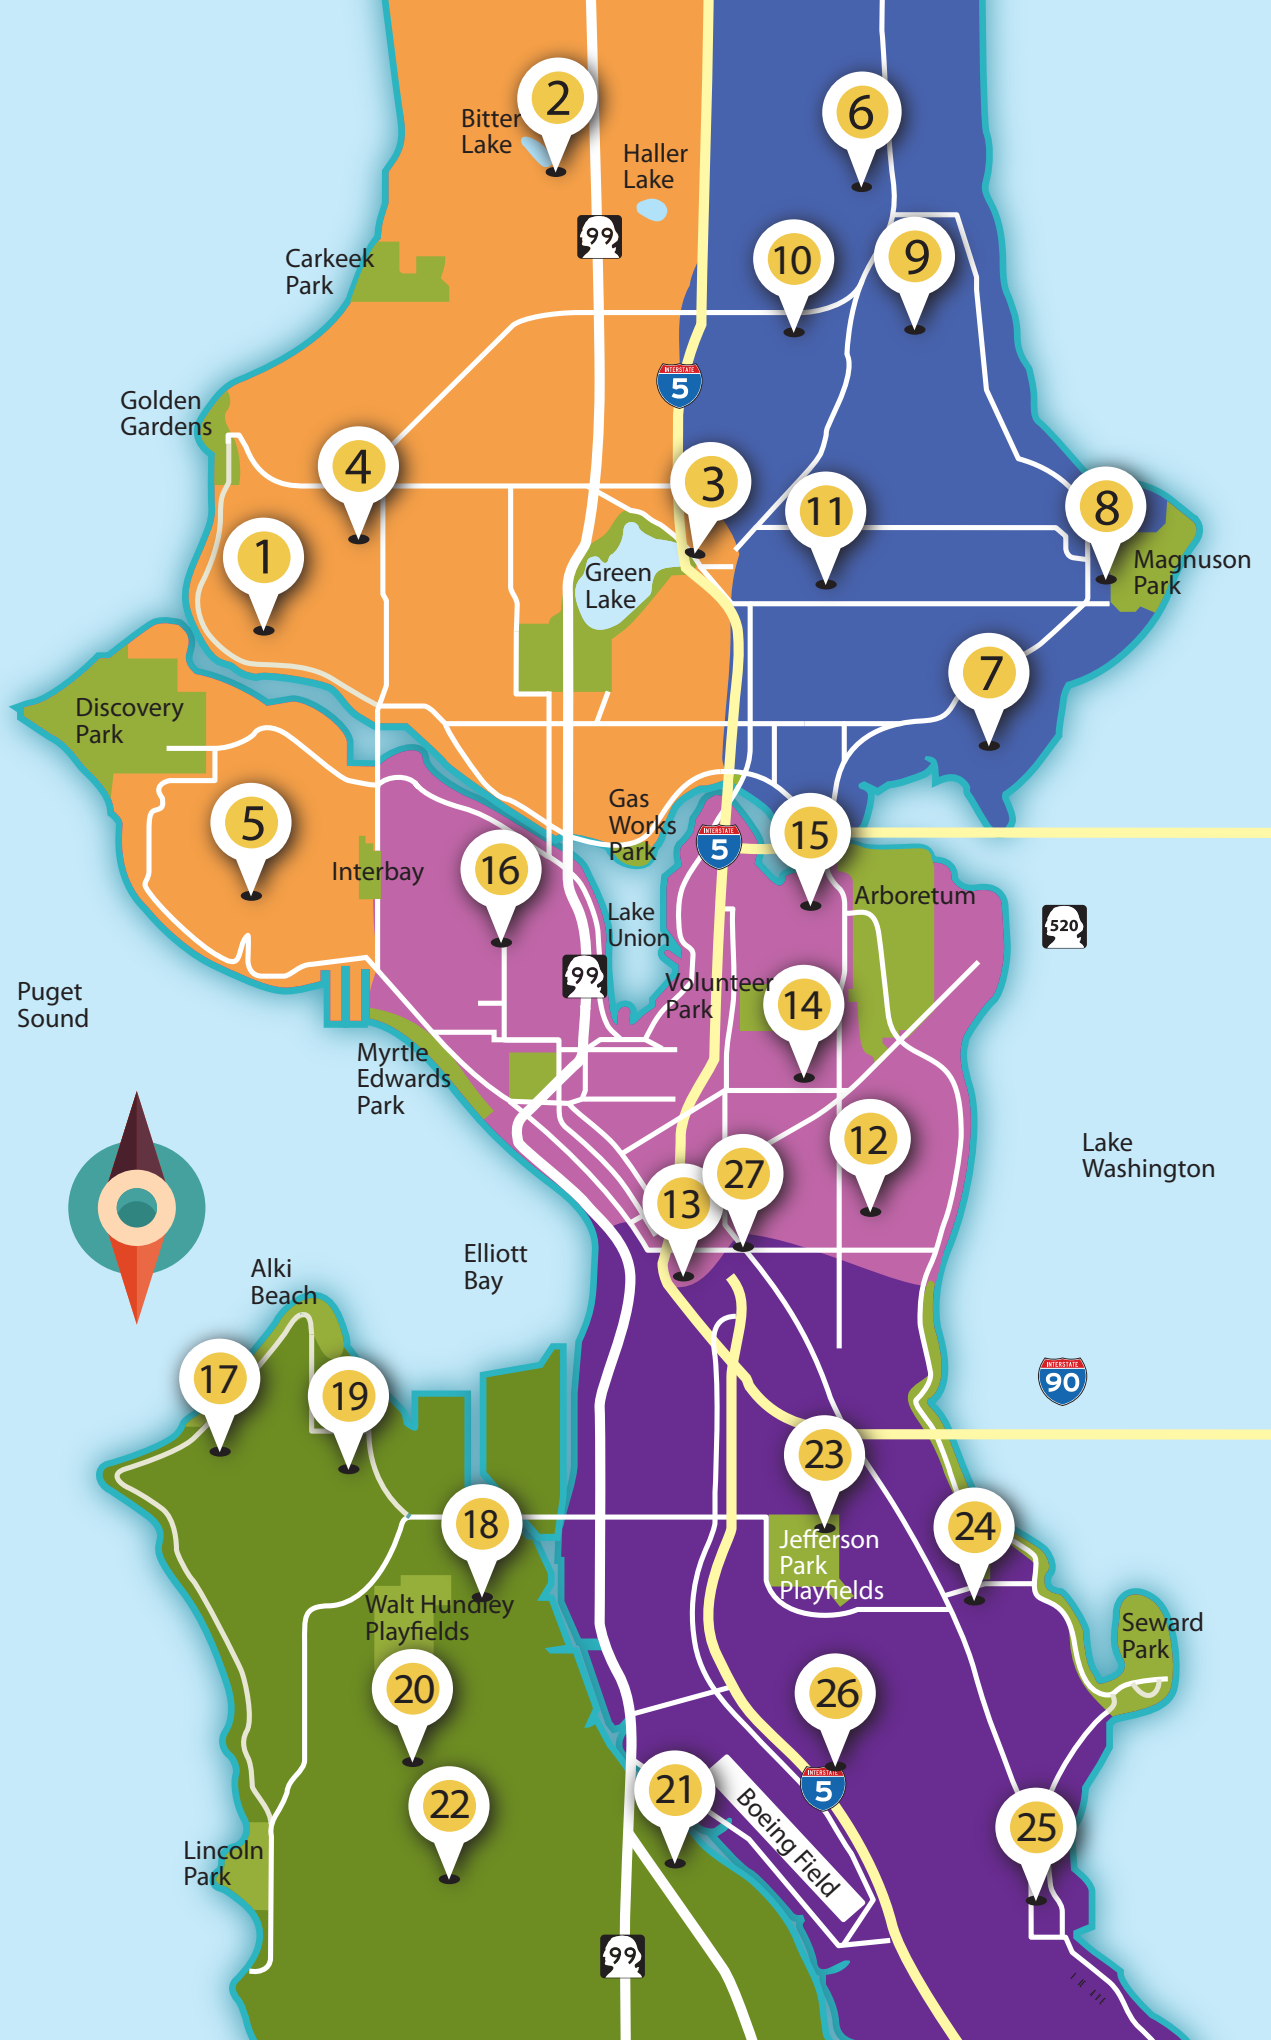 2
6
Bitter
Lake
Haller
Lake
99
10
9
Carkeek
Park
INTERSTATE
5
Golden
Gardens
4
3
11
8
1
Green
Lake
Magnuson
Park
7
Discovery
Park
5
Gas
Works
Park
INTERSTATE
5
15
Interbay
16
Arboretum
Lake
Union
520
99
Volunteer
Park
14
Puget
Sound
Myrtle
Edwards
Park
12
Lake
Washington
27
13
Elliott
Bay
Alki
Beach
17
19
INTERSTATE
90
23
18
24
Jefferson
Park
Playfields
Walt Hundley
Playfields
Seward
Park
20
26
INTERSTATE
5
21
22
Boeing Field
25
Lincoln
Park
99